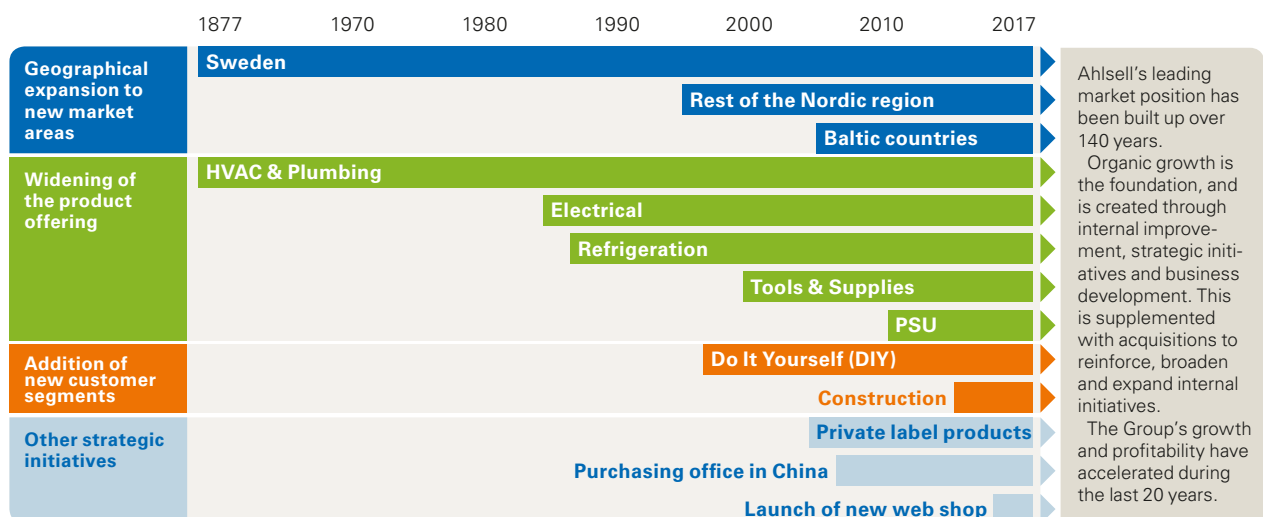 1877 1970 1980 1990 2000 2010 2017
Geographical
expansion to
new market
areas
Sweden
Rest of the Nordic region
Baltic countries
Widening of
the product
offering
HVAC & Plumbing
Electrical
Refrigeration
Tools & Supplies
PSU
Addition of
new customer
segments
Do It Yourself (DIY)
Construction
Other strategic
initiatives
Private label products
Purchasing office in China
Launch of new web shop
Ahlsell's leading
market position has
been built up over
140 years.
Organic growth is
the foundation, and
is created through
internal improve-
ment, strategic initi-
atives and business
development. This
is supplemented
with acquisitions to
reinforce, broaden
and expand internal
initiatives.
The Group's growth
and profitability have
accelerated during
the last 20 years.